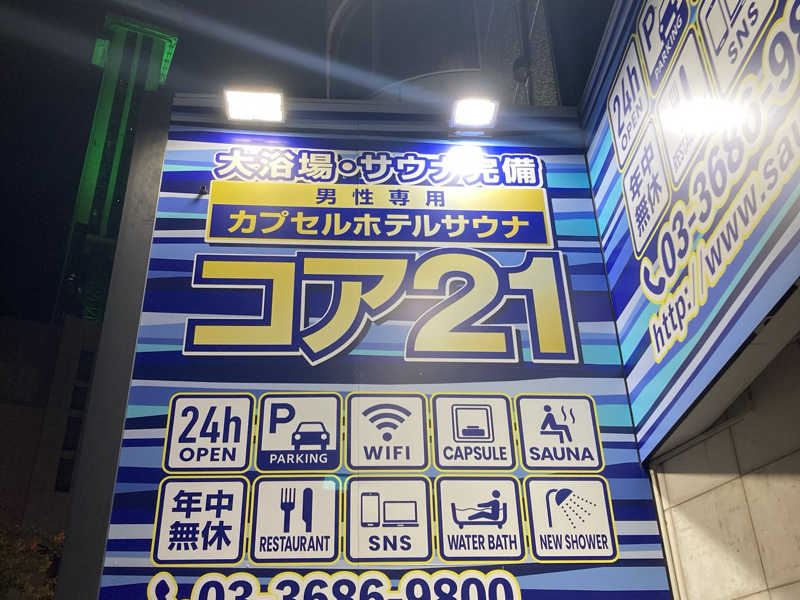 大浴場・サウナ完備
男性専用
カプセルホテルサウナ
コア21
24h OPEN
P PARKING
WIFI
CAPSULE
SAUNA
年中無休
RESTAURANT
SNS
WATER BATH
NEW SHOWER
03-3686-9800
24h OPEN
P PARKING
SNS
年中無休
03-3686-98
http://www.sau